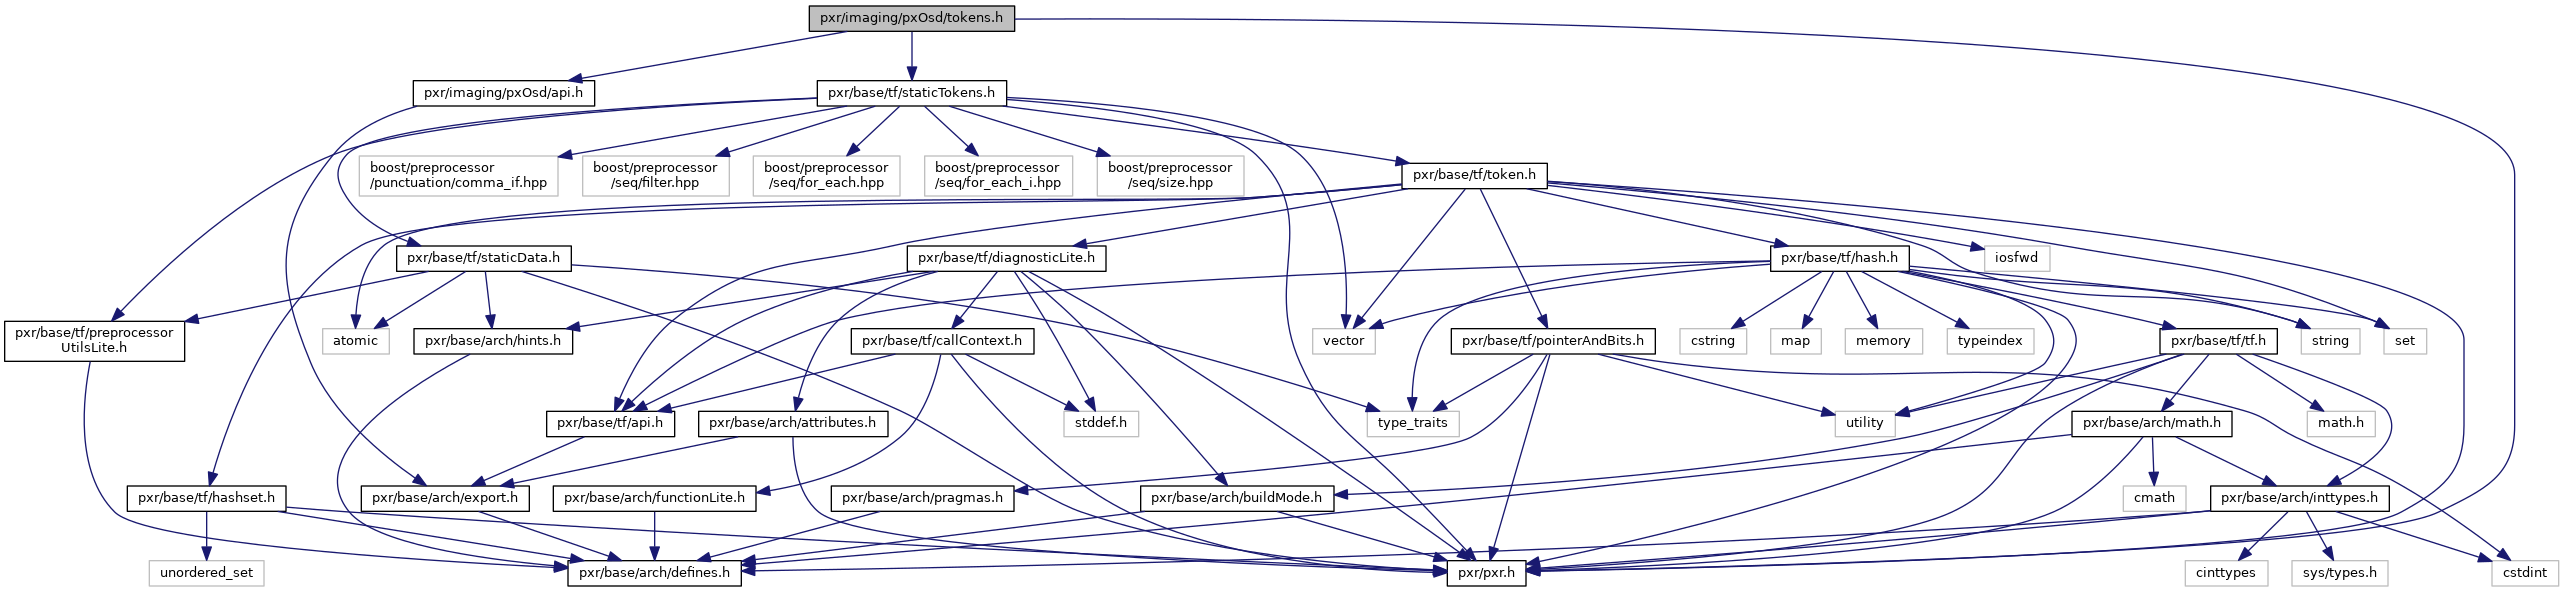 pxr/imaging/pxOsd/tokens.h
pxr/imaging/pxOsd/api.h
pxr/base/tf/staticTokens.h
boost/preprocessor
/punctuation/comma_if.hpp
boost/preprocessor
/seq/filter.hpp
boost/preprocessor
/seq/for_each.hpp
boost/preprocessor
/seq/for_each_i.hpp
boost/preprocessor
/seq/size.hpp
pxr/base/tf/token.h
pxr/base/tf/staticData.h
pxr/base/tf/diagnosticLite.h
pxr/base/tf/hash.h
iosfwd
pxr/base/tf/preprocessor
UtilsLite.h
atomic
pxr/base/arch/hints.h
pxr/base/tf/callContext.h
vector
pxr/base/tf/pointerAndBits.h
cstring
map
memory
typeindex
pxr/base/tf/tf.h
string
set
pxr/base/tf/api.h
pxr/base/arch/attributes.h
stddef.h
type_traits
utility
pxr/base/arch/math.h
math.h
pxr/base/tf/hashset.h
pxr/base/arch/export.h
pxr/base/arch/functionLite.h
pxr/base/arch/pragmas.h
pxr/base/arch/buildMode.h
cmath
pxr/base/arch/inttypes.h
unordered_set
pxr/base/arch/defines.h
pxr/pxr.h
cinttypes
sys/types.h
cstdint